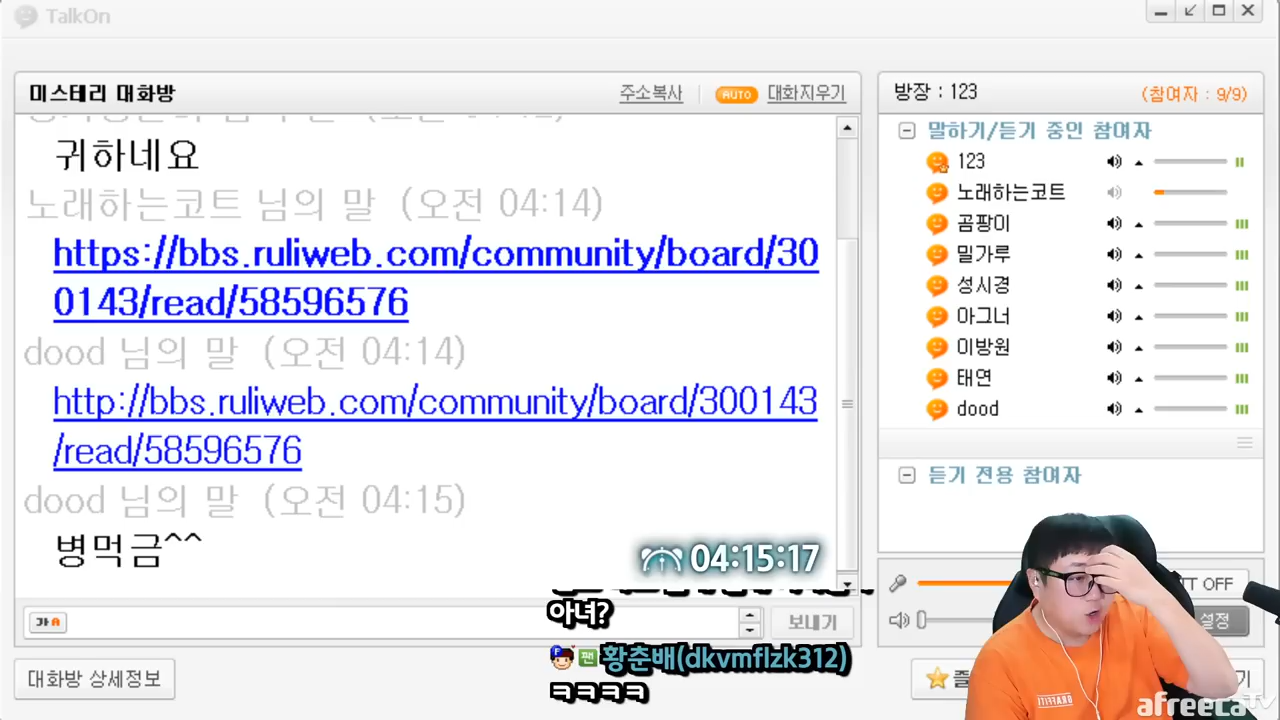 TalkOn
미스테리 대화방
주소복사
AUTO
대화지우기
귀하네요
노래하는코트 님의 말 (오전 04:14)
https://bbs.ruliweb.com/community/board/30
0143/read/58596576
dood 님의 말 (오전 04:14)
http://bbs.ruliweb.com/community/board/300143
/read/58596576
dood 님의 말 (오전 04:15)
병먹금^^
04:15:17
가A
보내기
대화방 상세정보
아녀?
F 팬 황춘배(dkvmflzk312)
ㅋㅋㅋㅋ
방장 : 123
(참여자 : 9/9)
말하기/듣기 중인 참여자
123
노래하는코트
곰팡이
밀가루
성시경
아그너
이방원
태연
dood
듣기 전용 참여자
OFF
설정
GRAFFITI
afreecaTV